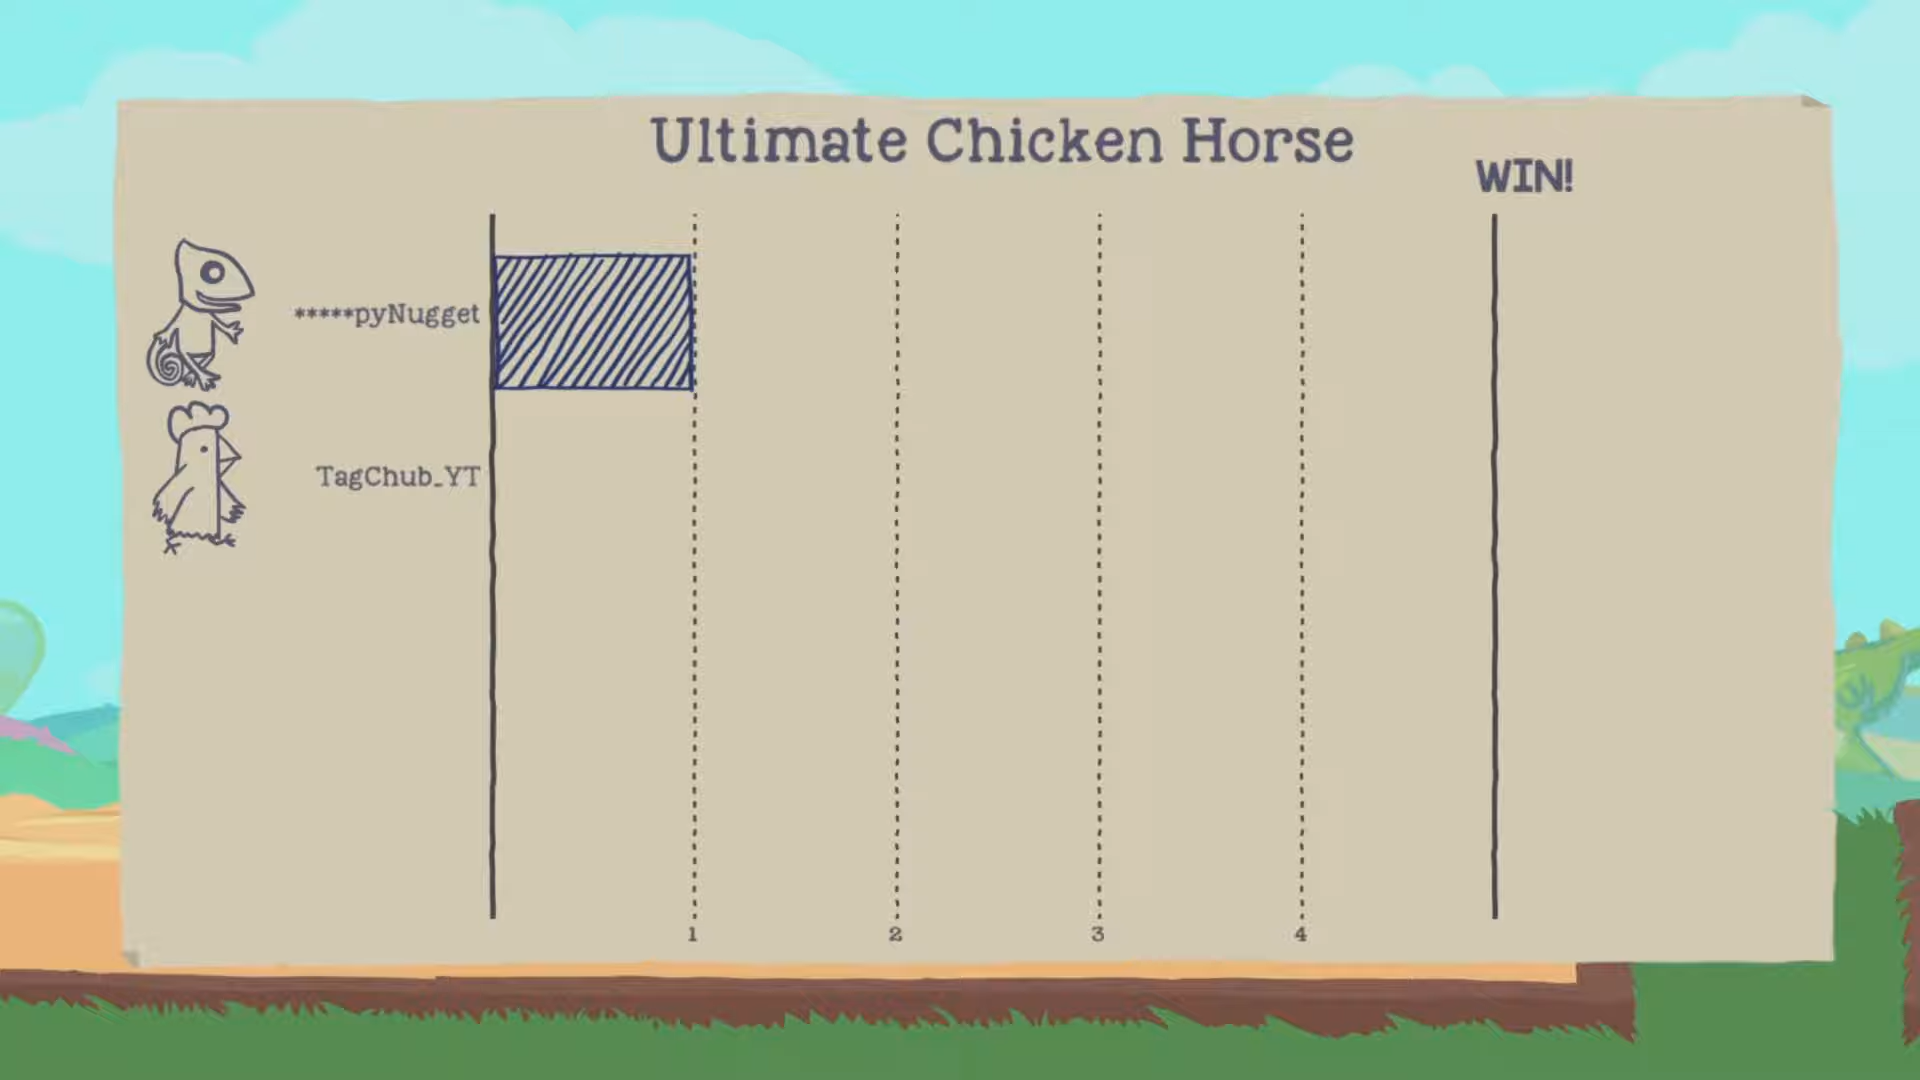 Ultimate Chicken Horse
WIN!
*****pyNugget
TagChub_YT
1 2 3 4